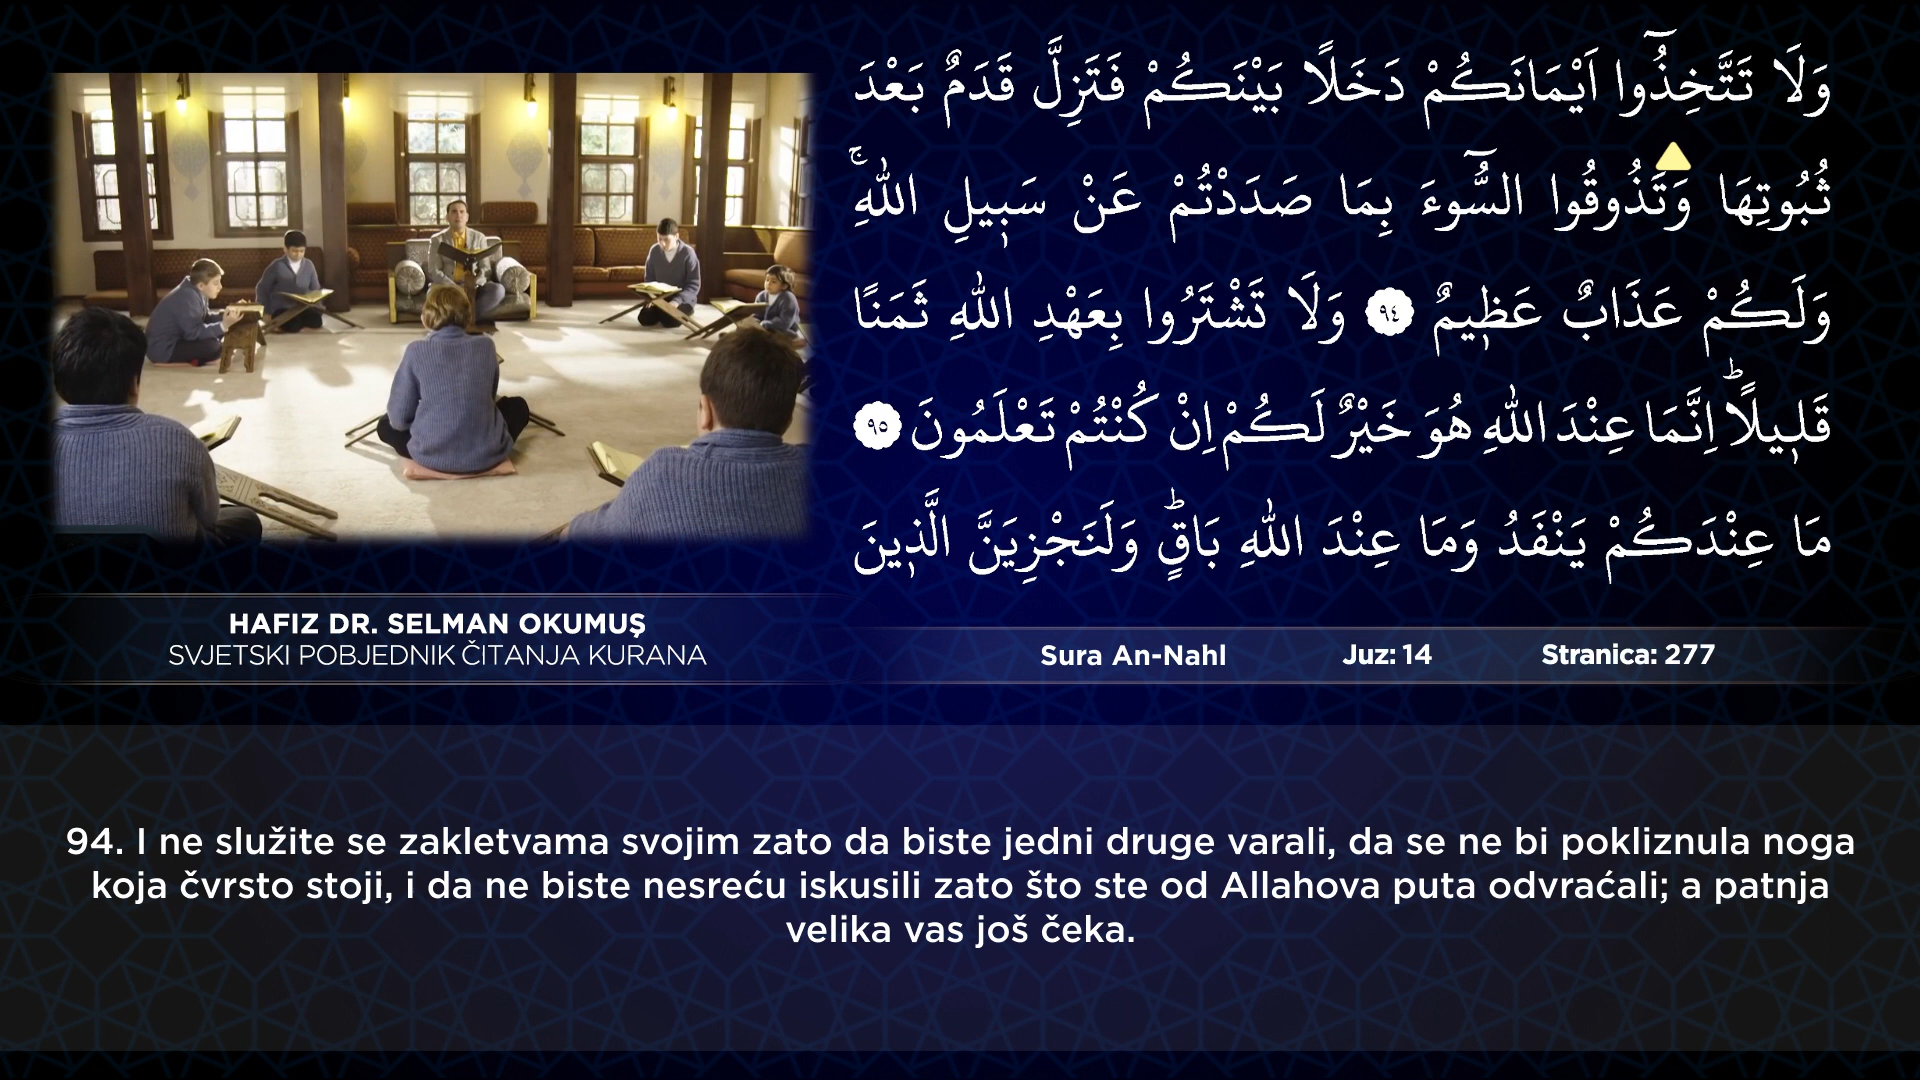 وَلَا تَتَّخِذُٓوا اَيْمَانَكُمْ دَخَلًا بَيْنَكُمْ فَتَزِلَّ قَدَمٌ بَعْدَ
ثُبُوتِهَا وَتَذُوقُوا السُّٓوءَ بِمَا صَدَدْتُمْ عَنْ سَبٖيلِ اللّٰهِۚ
وَلَكُمْ عَذَابٌ عَظٖيمٌ ٩٤ وَلَا تَشْتَرُوا بِعَهْدِ اللّٰهِ ثَمَنًا
قَلٖيلًاؕ اِنَّمَا عِنْدَ اللّٰهِ هُوَ خَيْرٌ لَكُمْ اِنْ كُنْتُمْ تَعْلَمُونَ ٩٥
مَا عِنْدَكُمْ يَنْفَدُ وَمَا عِنْدَ اللّٰهِ بَاقٍؕ وَلَنَجْزِيَنَّ الَّذٖينَ
HAFIZ DR. SELMAN OKUMUŞ
SVJETSKI POBJEDNIK ČITANJA KURANA
Sura An-Nahl Juz: 14 Stranica: 277
94. I ne služite se zakletvama svojim zato da biste jedni druge varali, da se ne bi pokliznula noga
koja čvrsto stoji, i da ne biste nesreću iskusili zato što ste od Allahova puta odvraćali; a patnja
velika vas još čeka.